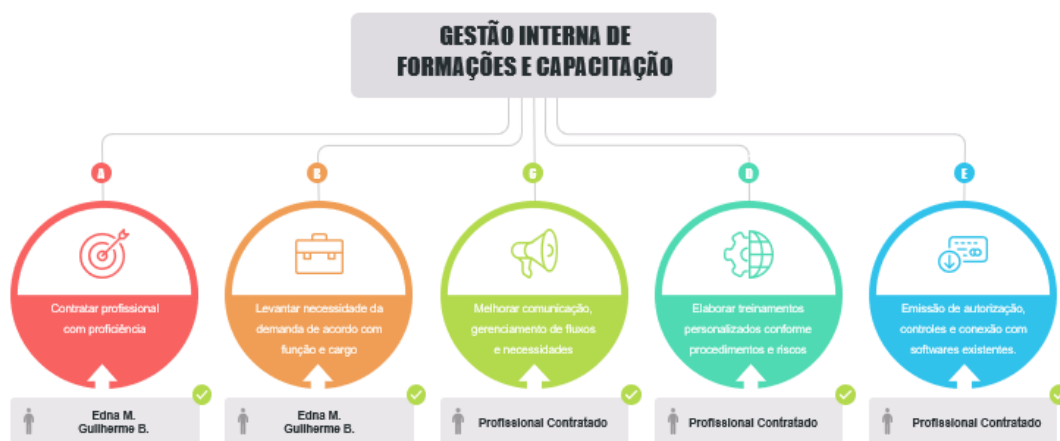 GESTÃO INTERNA DE
FORMAÇÕES E CAPACITAÇÃO
A
B
C
D
E
Contratar profissional
com proficiência
Levantar necessidade da
demanda de acordo com
função e cargo
Melhorar comunicação,
gerenciamento de fluxos
e necessidades
Elaborar treinamentos
personalizados conforme
procedimentos e riscos
Emissão de autorização,
controles e conexão com
softwares existentes.
Edna M.
Guilherme B.
Edna M.
Guilherme B.
Profissional Contratado
Profissional Contratado
Profissional Contratado